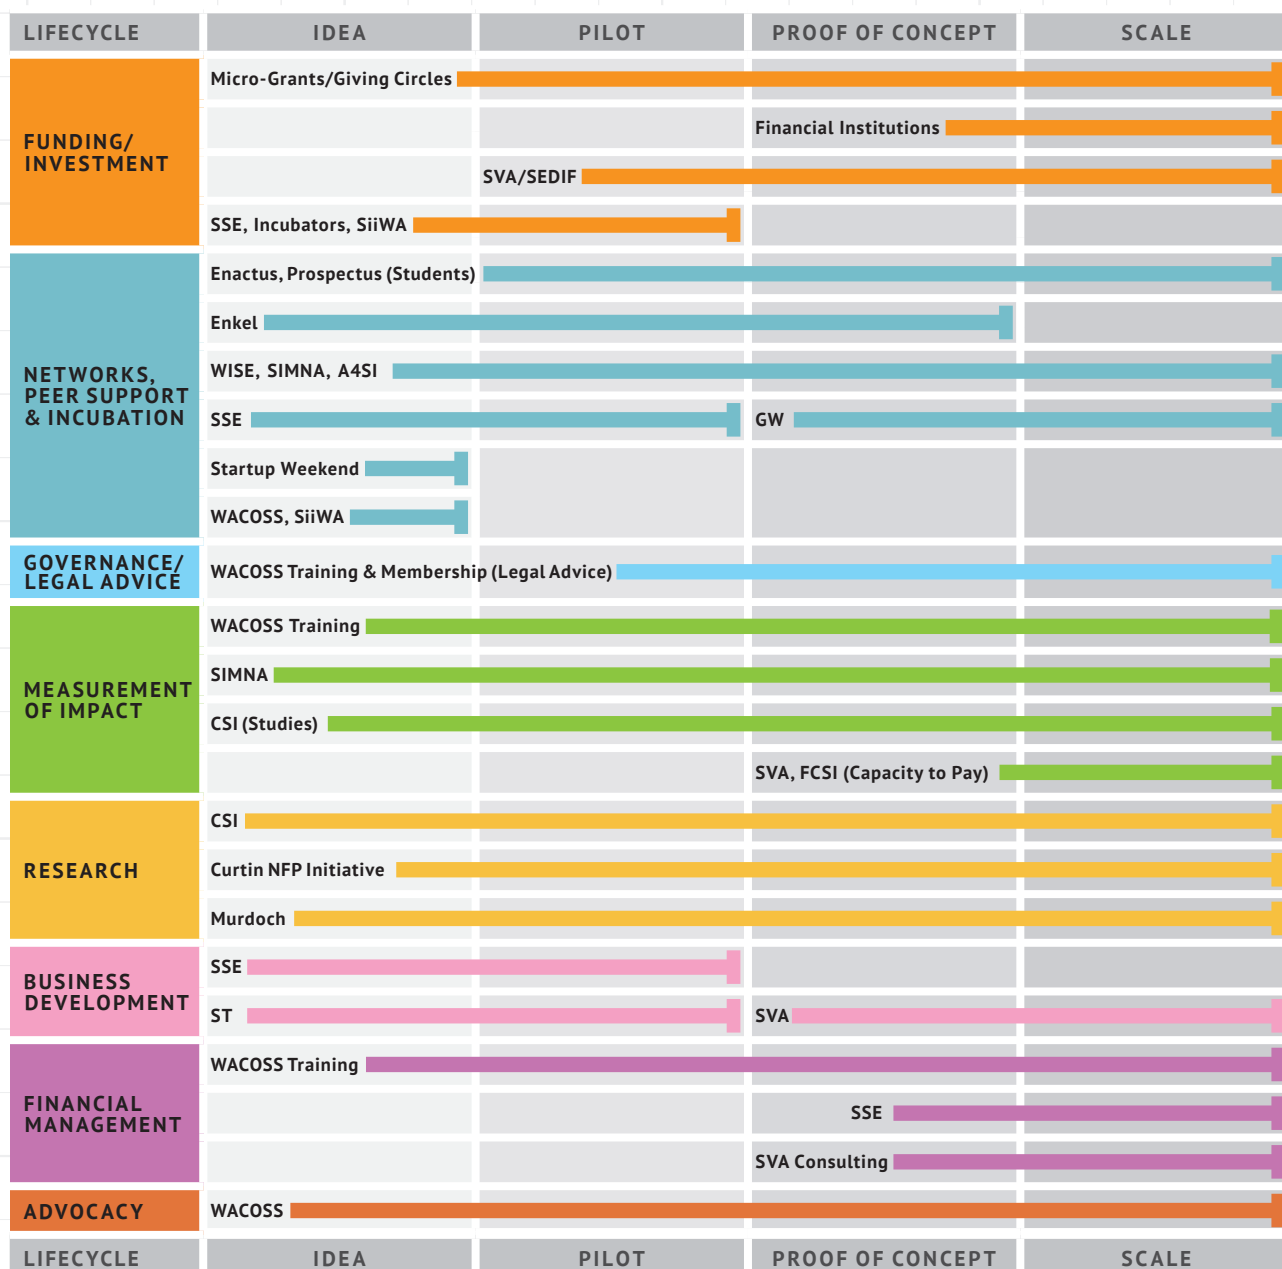 LIFECYCLE IDEA PILOT PROOF OF CONCEPT SCALE
FUNDING/
INVESTMENT
Micro-Grants/Giving Circles
Financial Institutions
SVA/SEDIF
SSE, Incubators, SiiWA
NETWORKS,
PEER SUPPORT
& INCUBATION
Enactus, Prospectus (Students)
Enkel
WISE, SIMNA, A4SI
SSE GW
Startup Weekend
WACOSS, SiiWA
GOVERNANCE/
LEGAL ADVICE
WACOSS Training & Membership (Legal Advice)
MEASUREMENT
OF IMPACT
WACOSS Training
SIMNA
CSI (Studies)
SVA, FCSI (Capacity to Pay)
RESEARCH
CSI
Curtin NFP Initiative
Murdoch
BUSINESS
DEVELOPMENT
SSE
ST SVA
FINANCIAL
MANAGEMENT
WACOSS Training
SSE
SVA Consulting
ADVOCACY
WACOSS
LIFECYCLE IDEA PILOT PROOF OF CONCEPT SCALE